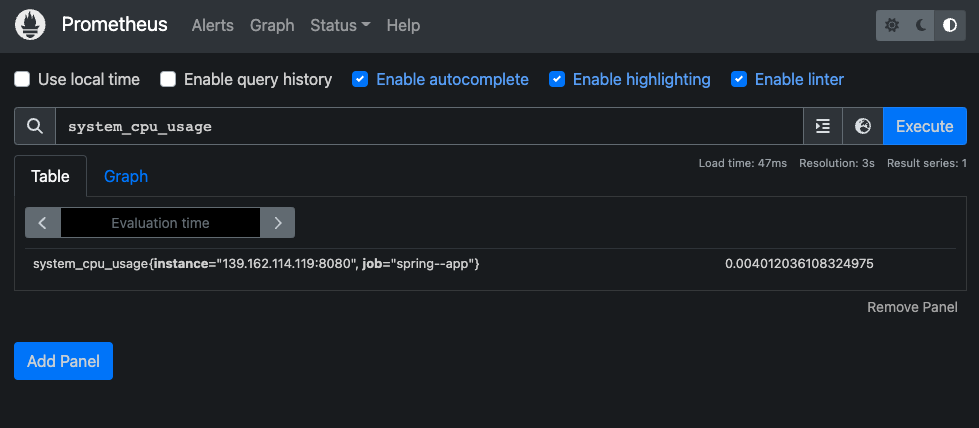 Prometheus Alerts Graph Status Help
Use local time Enable query history Enable autocomplete Enable highlighting Enable linter
system_cpu_usage Execute
Load time: 47ms Resolution: 3s Result series: 1
Table Graph
Evaluation time
system_cpu_usage{instance="139.162.114.119:8080", job="spring--app"} 0.004012036108324975
Remove Panel
Add Panel